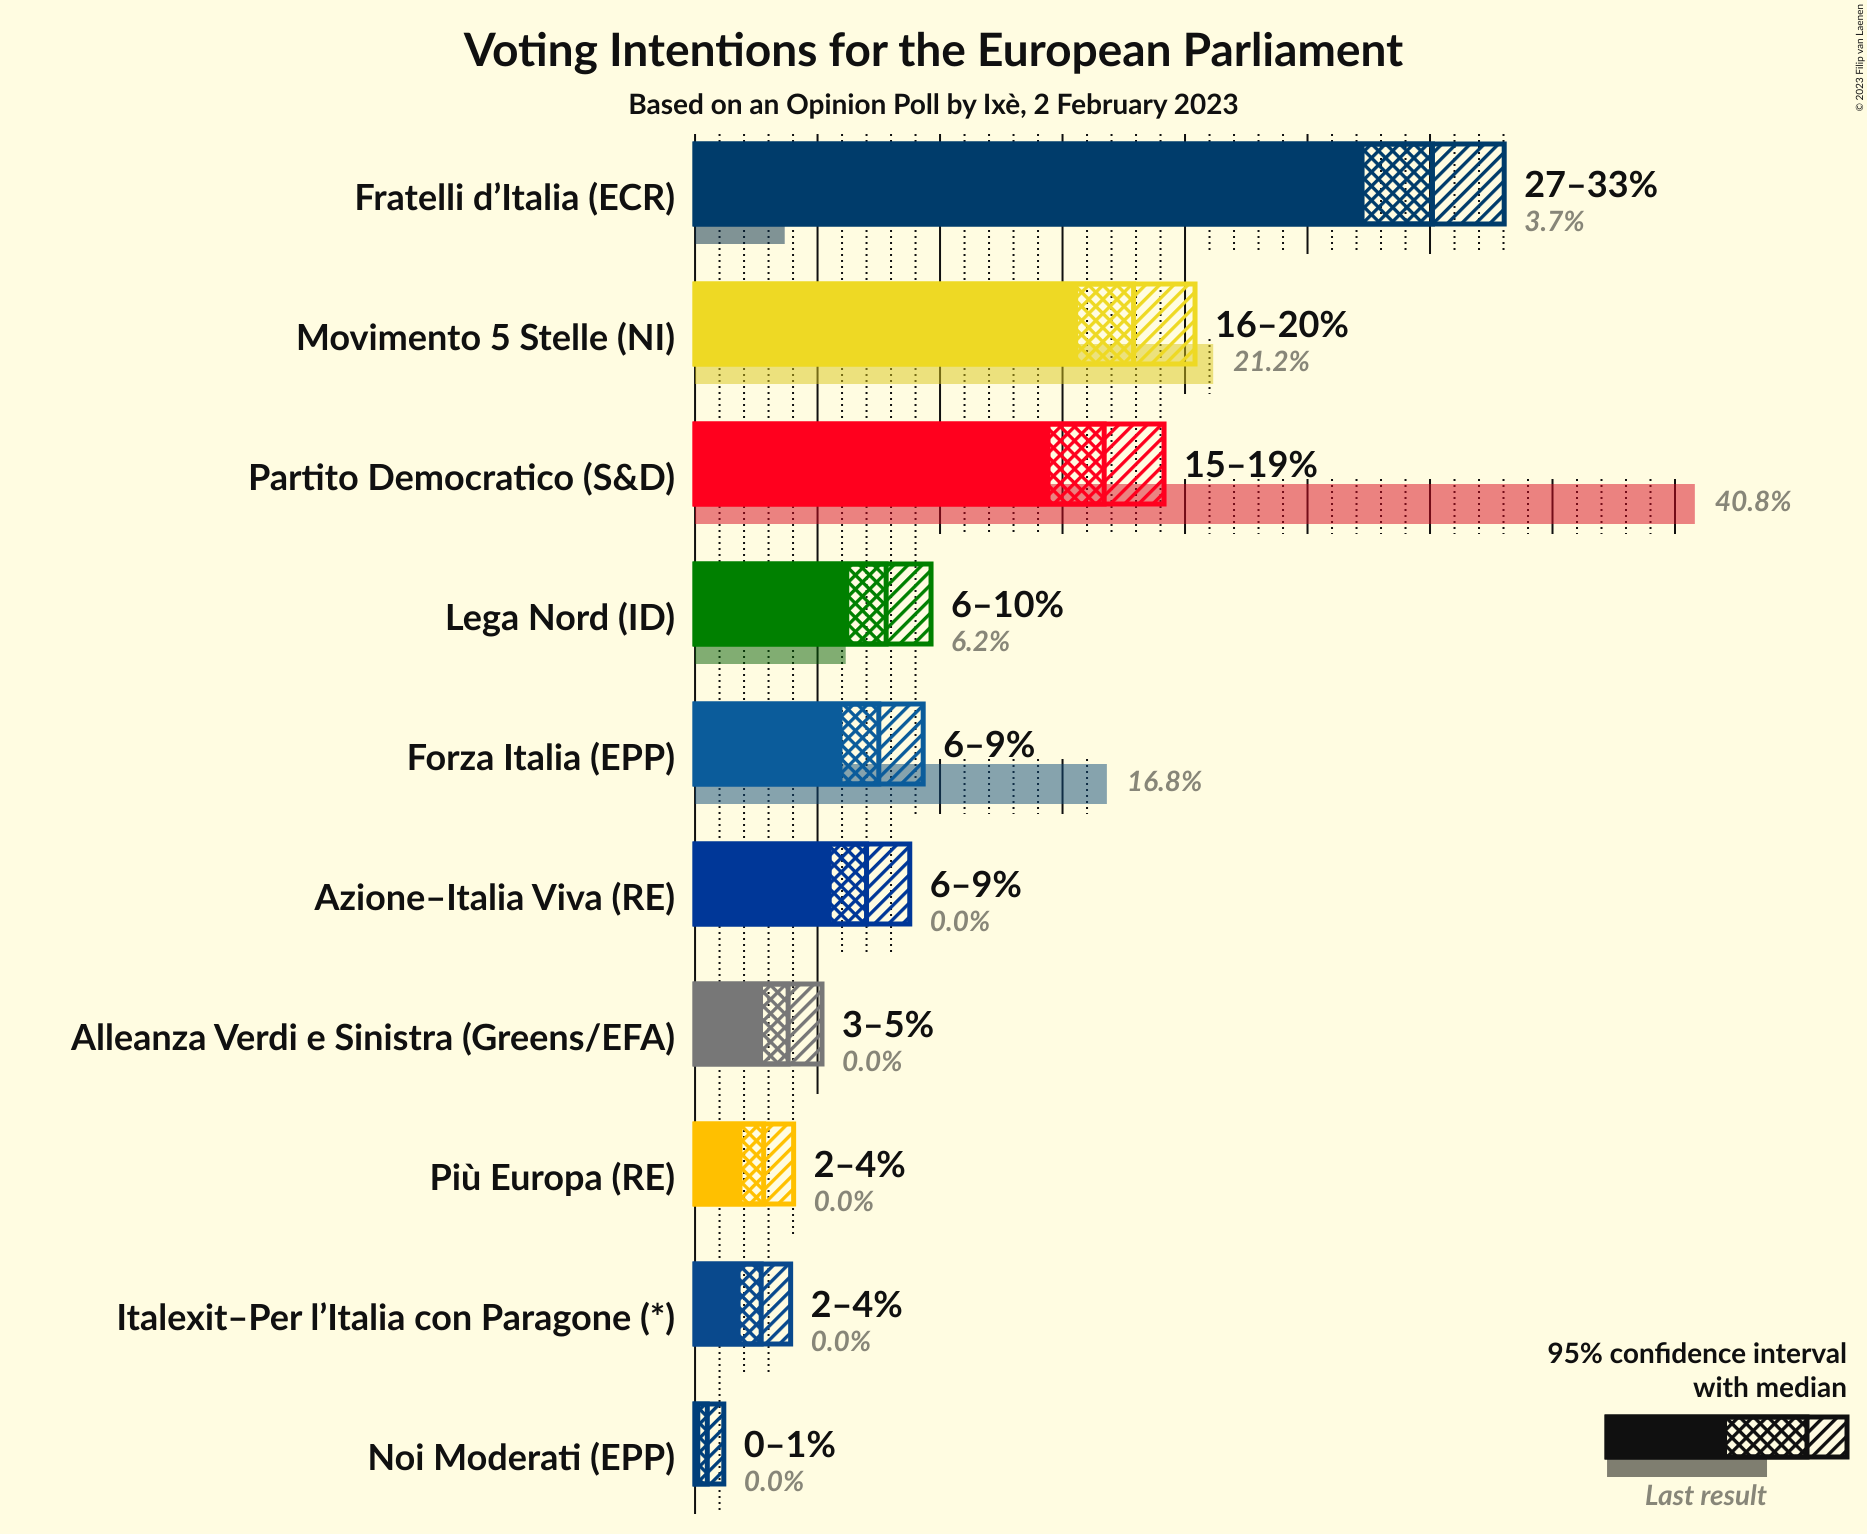 Voting Intentions for the European Parliament
Based on an Opinion Poll by Ixè, 2 February 2023
© 2023 Filip van Laenen
Fratelli d’Italia (ECR)
27–33%
3.7%
Movimento 5 Stelle (NI)
16–20%
21.2%
Partito Democratico (S&D)
15–19%
40.8%
Lega Nord (ID)
6–10%
6.2%
Forza Italia (EPP)
6–9%
16.8%
Azione–Italia Viva (RE)
6–9%
0.0%
Alleanza Verdi e Sinistra (Greens/EFA)
3–5%
0.0%
Più Europa (RE)
2–4%
0.0%
Italexit–Per l’Italia con Paragone (*)
2–4%
0.0%
Noi Moderati (EPP)
0–1%
0.0%
95% confidence interval
with median
Last result